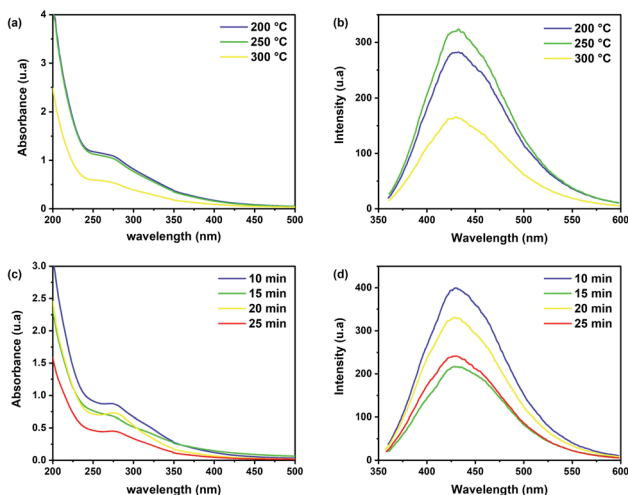 (a)
200 °C
250 °C
300 °C
Absorbance (u.a)
4
3
2
1
0
200 250 300 350 400 450 500
wavelength (nm)
(b)
200 °C
250 °C
300 °C
Intensity (u.a)
300
200
100
0
350 400 450 500 550 600
Wavelength (nm)
(c)
10 min
15 min
20 min
25 min
Absorbance (u.a)
3.0
2.5
2.0
1.5
1.0
0.5
0.0
200 250 300 350 400 450 500
wavelength (nm)
(d)
10 min
15 min
20 min
25 min
Intensity (u.a)
400
300
200
100
0
350 400 450 500 550 600
Wavelength (nm)